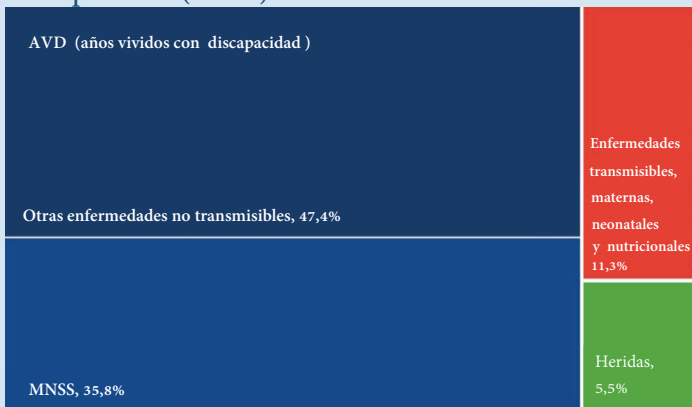 AVD (años vividos con discapacidad )
Otras enfermedades no transmisibles, 47,4%
MNSS, 35,8%
Enfermedades
transmisibles,
maternas,
neonatales
y nutricionales
11,3%
Heridas,
5,5%